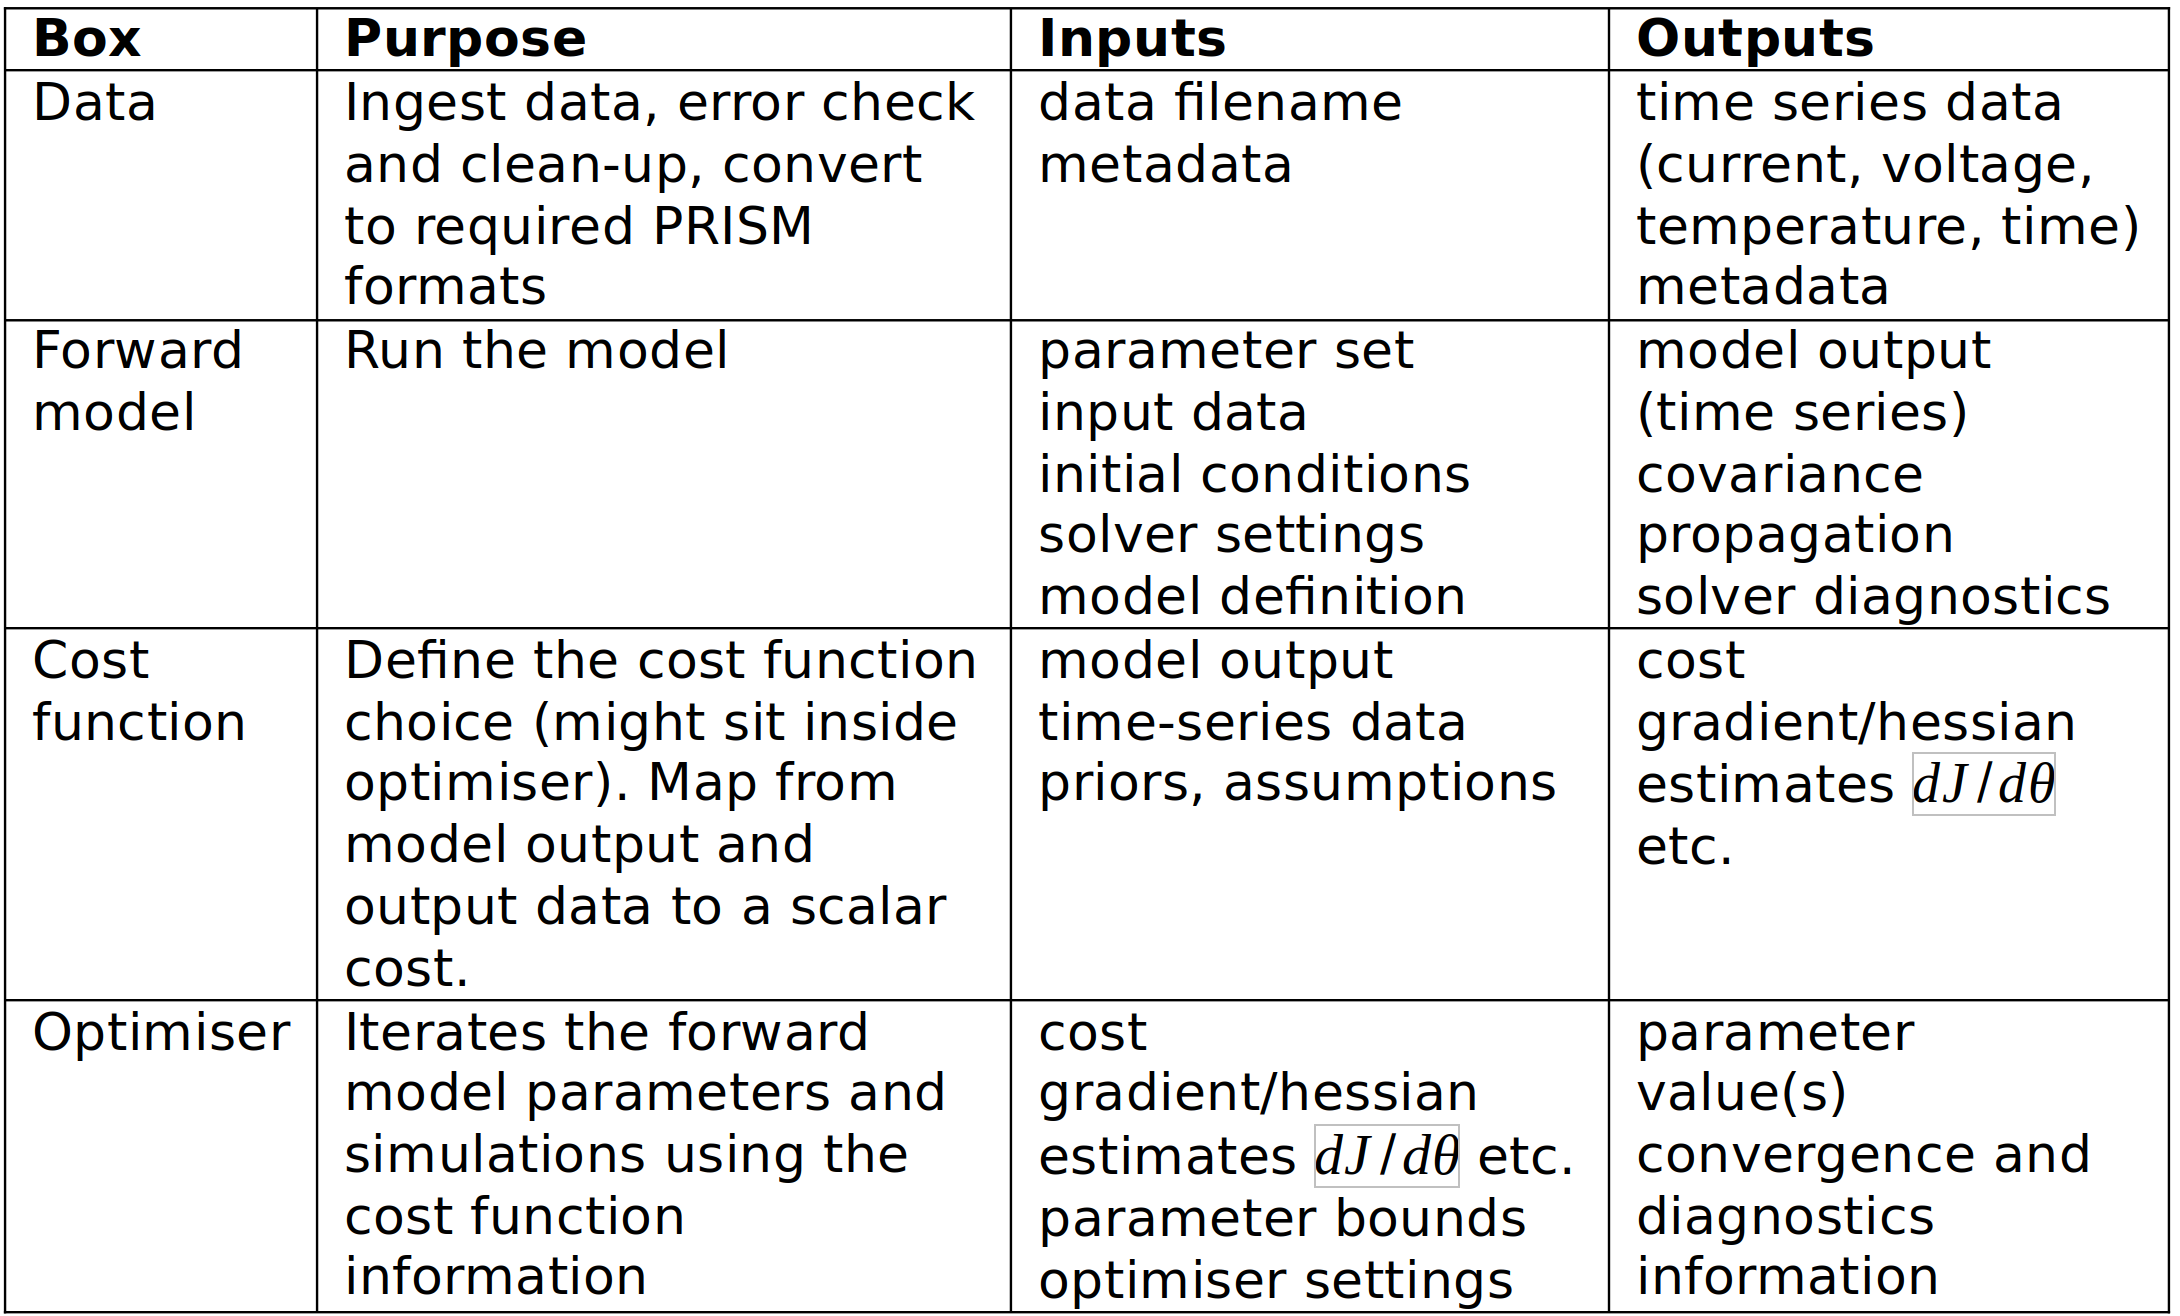 Box
Purpose
Inputs
Outputs
Data
Ingest data, error check
and clean-up, convert
to required PRISM
formats
data filename
metadata
time series data
(current, voltage,
temperature, time)
metadata
Forward
model
Run the model
parameter set
input data
initial conditions
solver settings
model definition
model output
(time series)
covariance
propagation
solver diagnostics
Cost
function
Define the cost function
choice (might sit inside
optimiser). Map from
model output and
output data to a scalar
cost.
model output
time-series data
priors, assumptions
cost
gradient/hessian
estimates dJ/dθ
etc.
Optimiser
Iterates the forward
model parameters and
simulations using the
cost function
information
cost
gradient/hessian
estimates dJ/dθ etc.
parameter bounds
optimiser settings
parameter
value(s)
convergence and
diagnostics
information